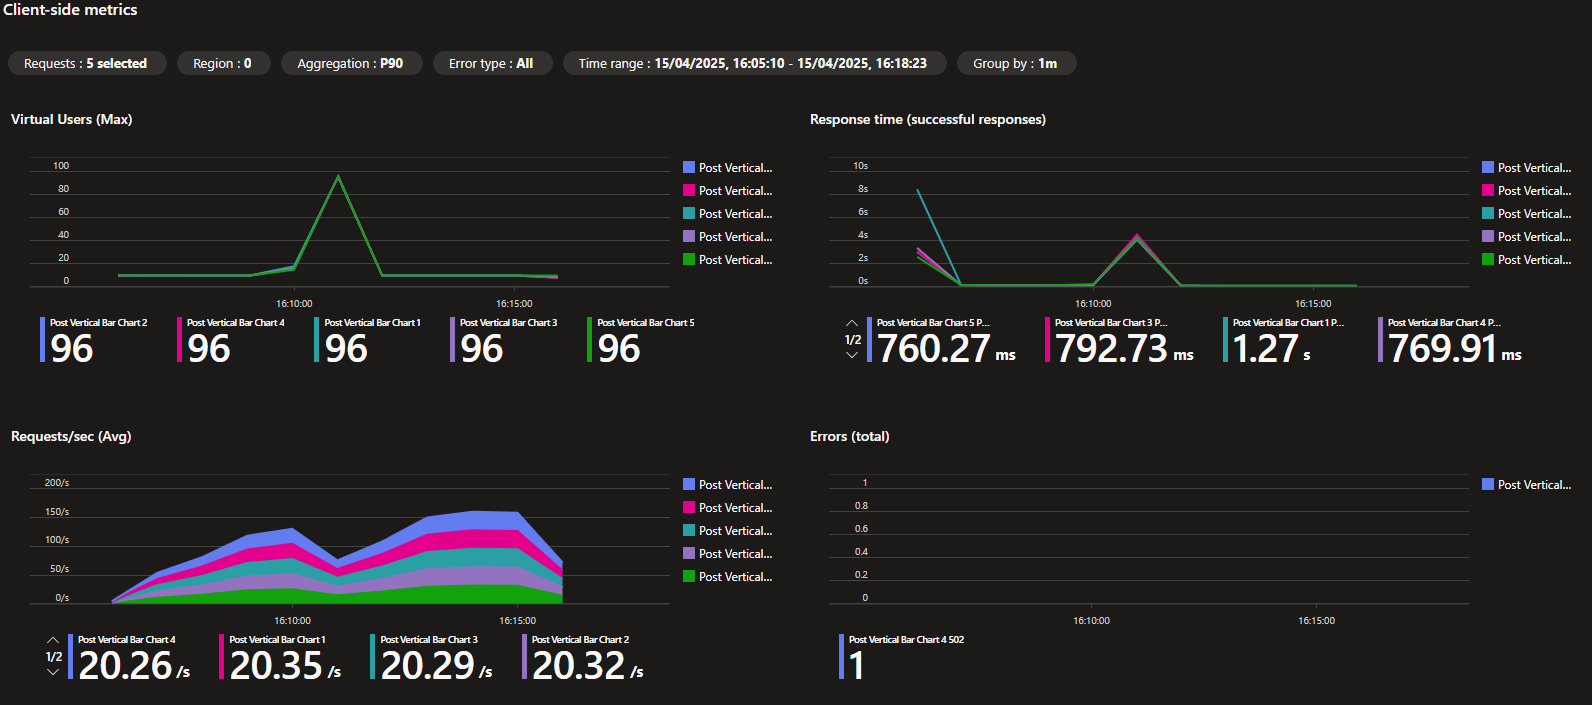 Client-side metrics
Requests : 5 selected
Region : 0
Aggregation : P90
Error type : All
Time range : 15/04/2025, 16:05:10 - 15/04/2025, 16:18:23
Group by : 1m
Virtual Users (Max)
100
80
60
40
20
0
16:10:00
16:15:00
Post Vertical...
Post Vertical...
Post Vertical...
Post Vertical...
Post Vertical...
Post Vertical Bar Chart 2
96
Post Vertical Bar Chart 4
96
Post Vertical Bar Chart 1
96
Post Vertical Bar Chart 3
96
Post Vertical Bar Chart 5
96
Response time (successful responses)
10s
8s
6s
4s
2s
0s
16:10:00
16:15:00
Post Vertical...
Post Vertical...
Post Vertical...
Post Vertical...
Post Vertical...
1/2
Post Vertical Bar Chart 5 P...
760.27 ms
Post Vertical Bar Chart 3 P...
792.73 ms
Post Vertical Bar Chart 1 P...
1.27 s
Post Vertical Bar Chart 4 P...
769.91 ms
Requests/sec (Avg)
200/s
150/s
100/s
50/s
0/s
16:10:00
16:15:00
Post Vertical...
Post Vertical...
Post Vertical...
Post Vertical...
Post Vertical...
1/2
Post Vertical Bar Chart 4
20.26 /s
Post Vertical Bar Chart 1
20.35 /s
Post Vertical Bar Chart 3
20.29 /s
Post Vertical Bar Chart 2
20.32 /s
Errors (total)
1
0.8
0.6
0.4
0.2
0
16:10:00
16:15:00
Post Vertical...
Post Vertical Bar Chart 4 502
1